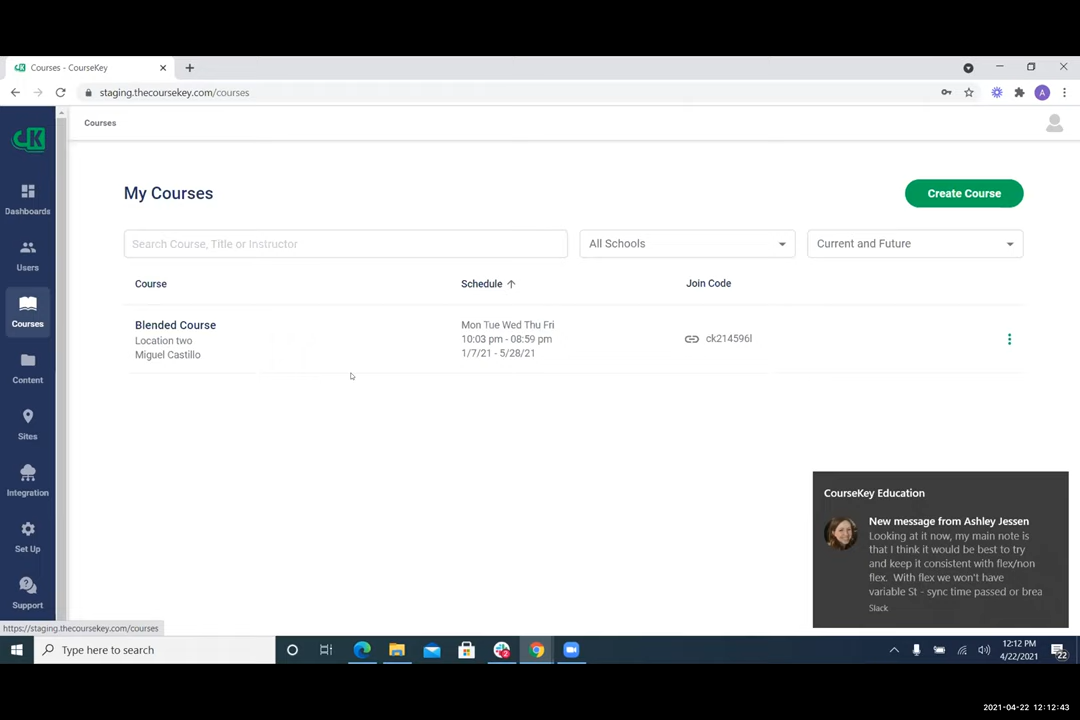 Courses - CourseKey
staging.thecoursekey.com/courses
A
CK
Courses
Dashboards
Users
Courses
Content
Sites
Integration
Set Up
Support
My Courses
Create Course
Search Course, Title or Instructor
All Schools
Current and Future
Course
Schedule
Join Code
Blended Course
Location two
Miguel Castillo
Mon Tue Wed Thu Fri
10:03 pm - 08:59 pm
1/7/21 - 5/28/21
ck214596l
CourseKey Education
New message from Ashley Jessen
Looking at it now, my main note is
that I think it would be best to try
and keep it consistent with flex/non
flex. With flex we won't have
variable St - sync time passed or brea
Slack
https://staging.thecoursekey.com/courses
Type here to search
2
12:12 PM
4/22/2021
22
2021-04-22 12:12:43